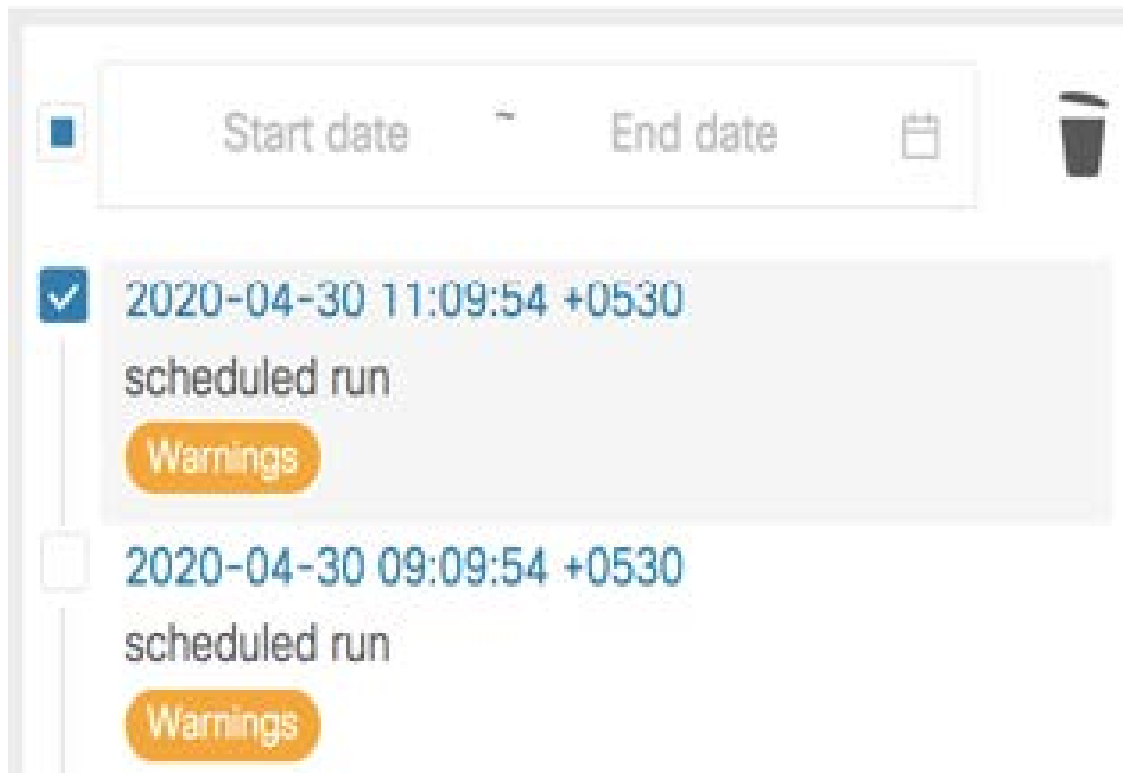 Start date ~ End date
2020-04-30 11:09:54 +0530
scheduled run
Warnings
2020-04-30 09:09:54 +0530
scheduled run
Warnings